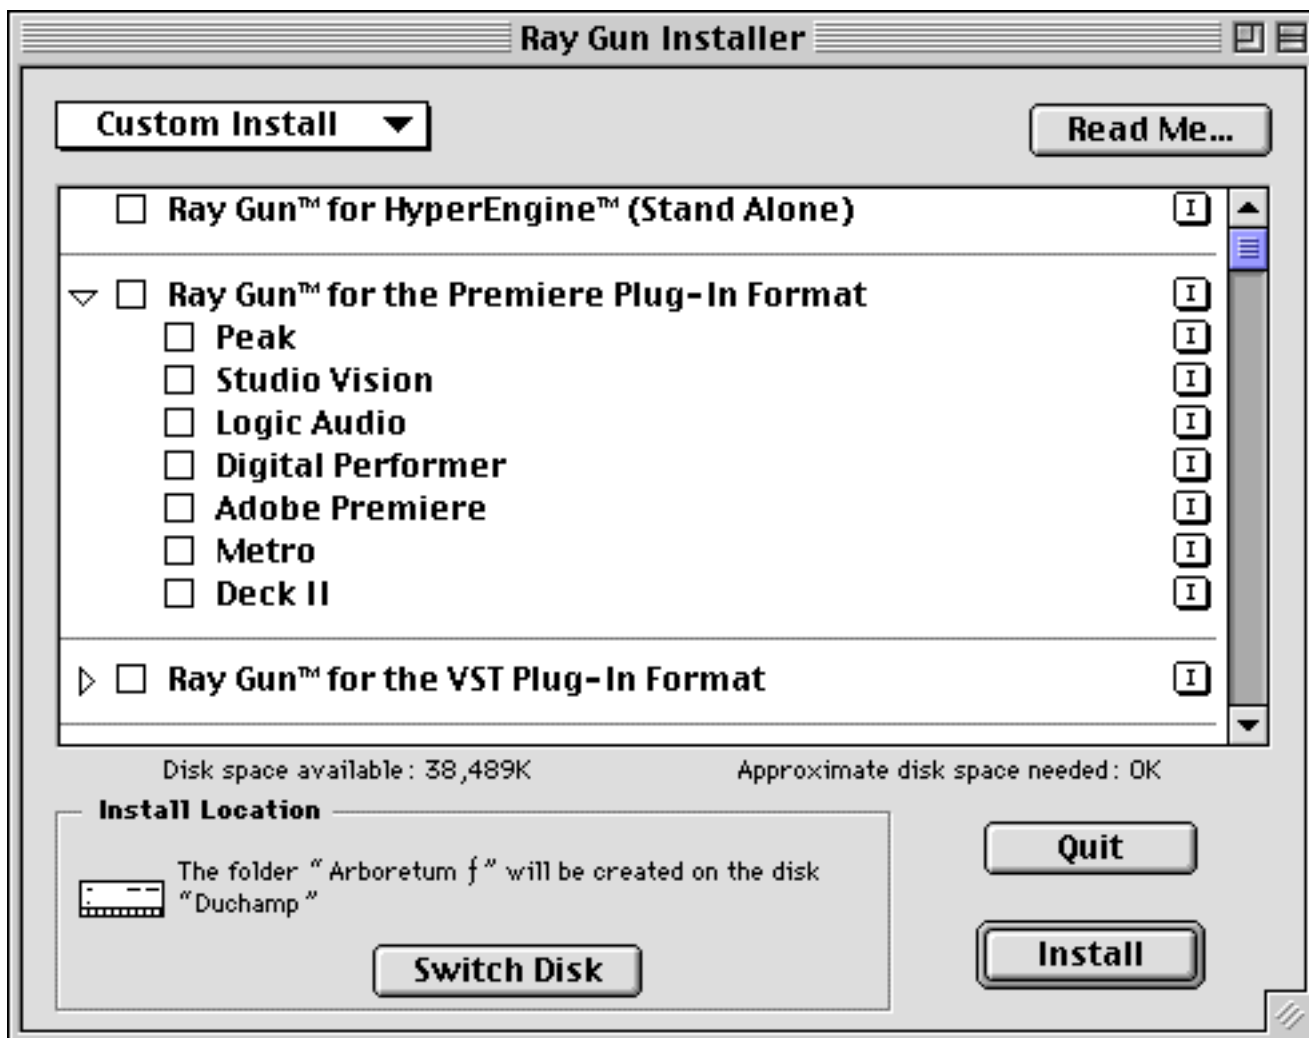 Ray Gun Installer
Custom Install
Read Me...
Ray Gun™ for HyperEngine™ (Stand Alone)
I
Ray Gun™ for the Premiere Plug-In Format
I
Peak
I
Studio Vision
I
Logic Audio
I
Digital Performer
I
Adobe Premiere
I
Metro
I
Deck II
I
Ray Gun™ for the VST Plug-In Format
I
Disk space available: 38,489K
Approximate disk space needed: 0K
Install Location
The folder “Arboretum ƒ” will be created on the disk
“Duchamp”
Switch Disk
Quit
Install